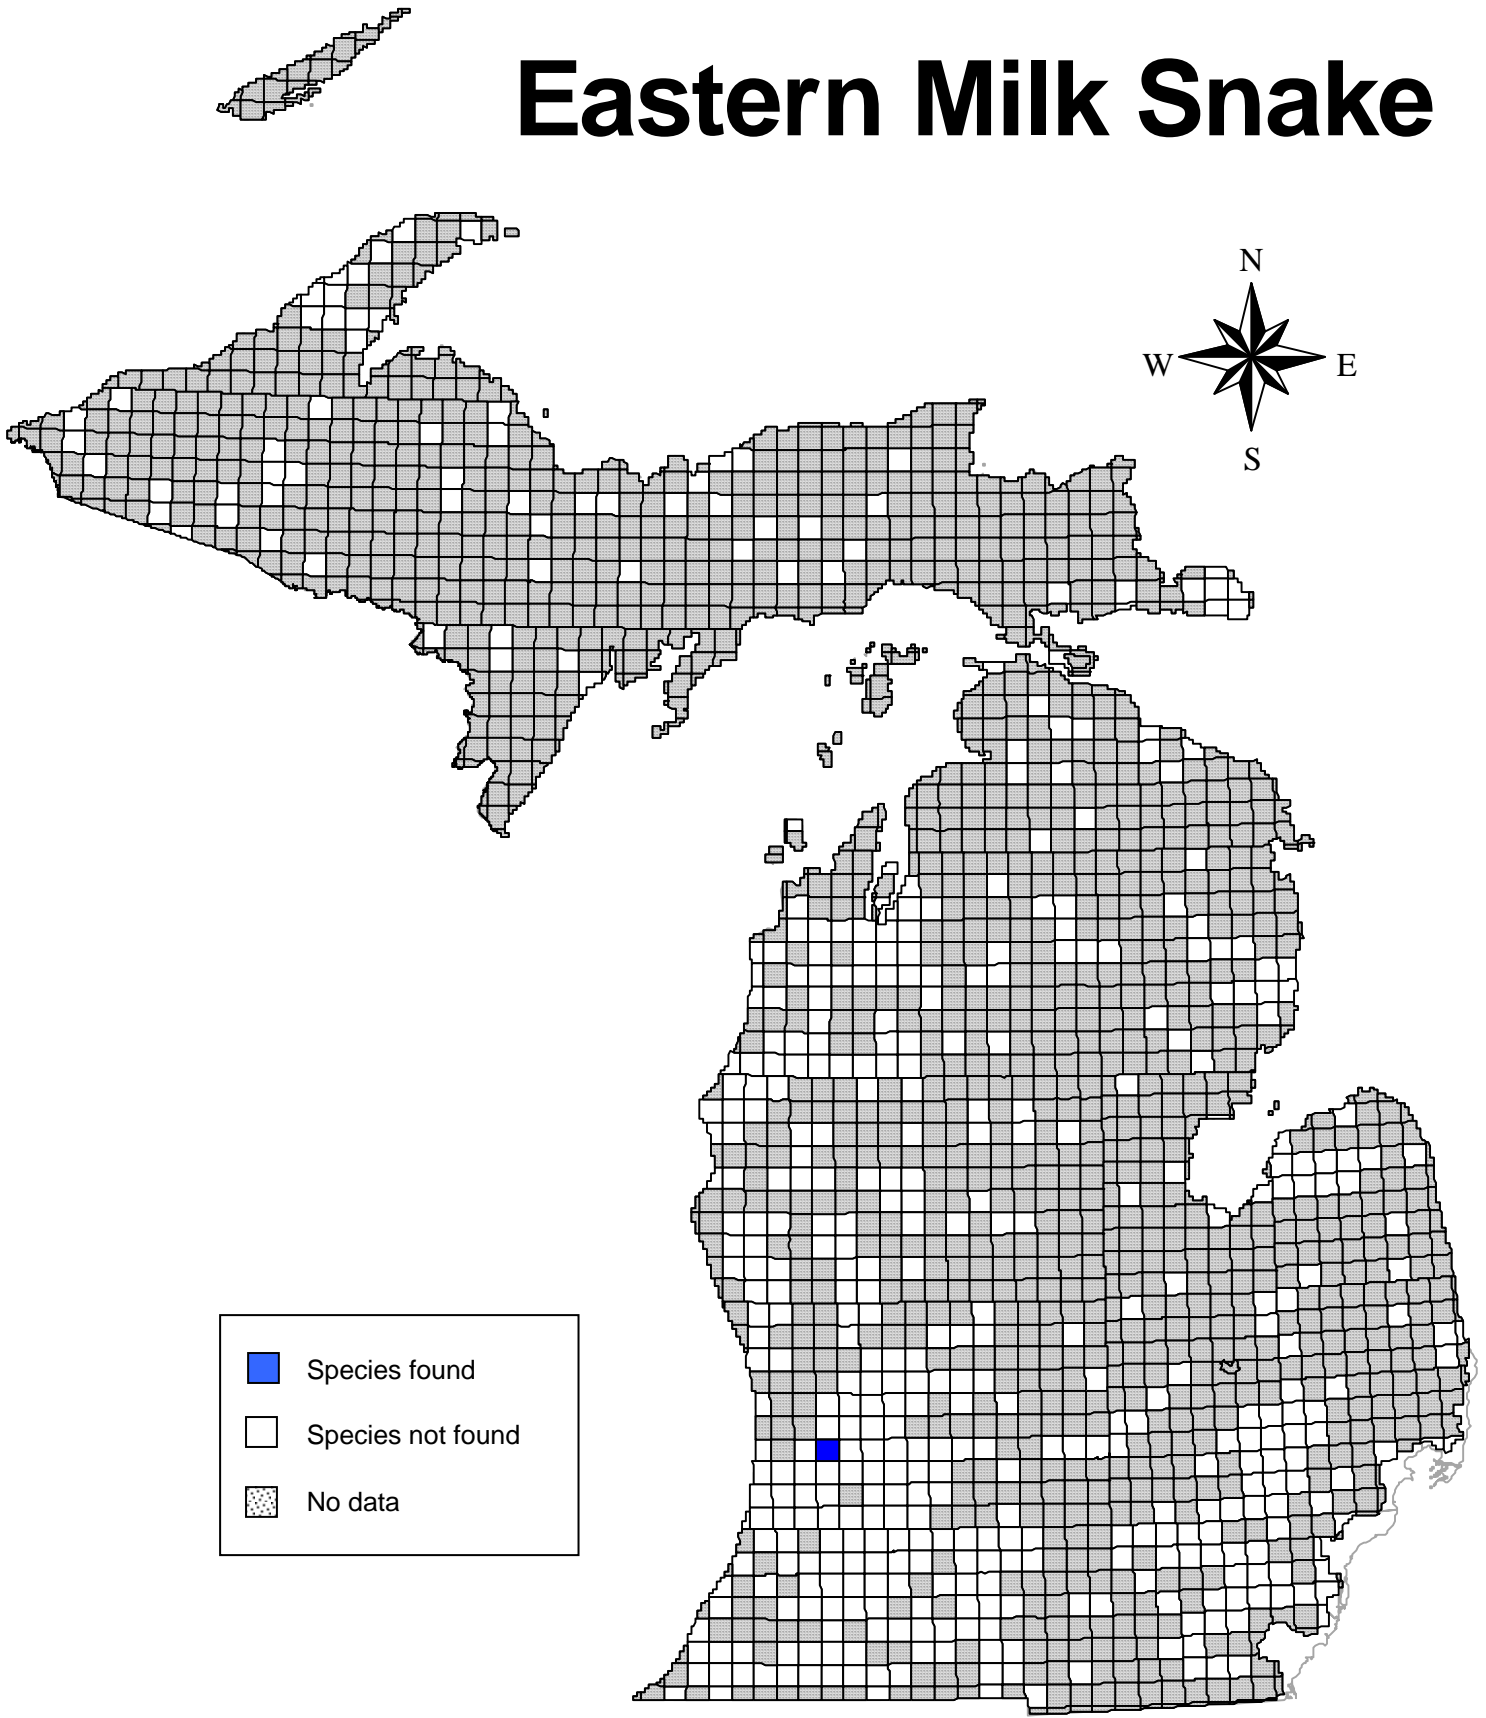 Eastern Milk Snake
N
W E
S
Species found
Species not found
No data